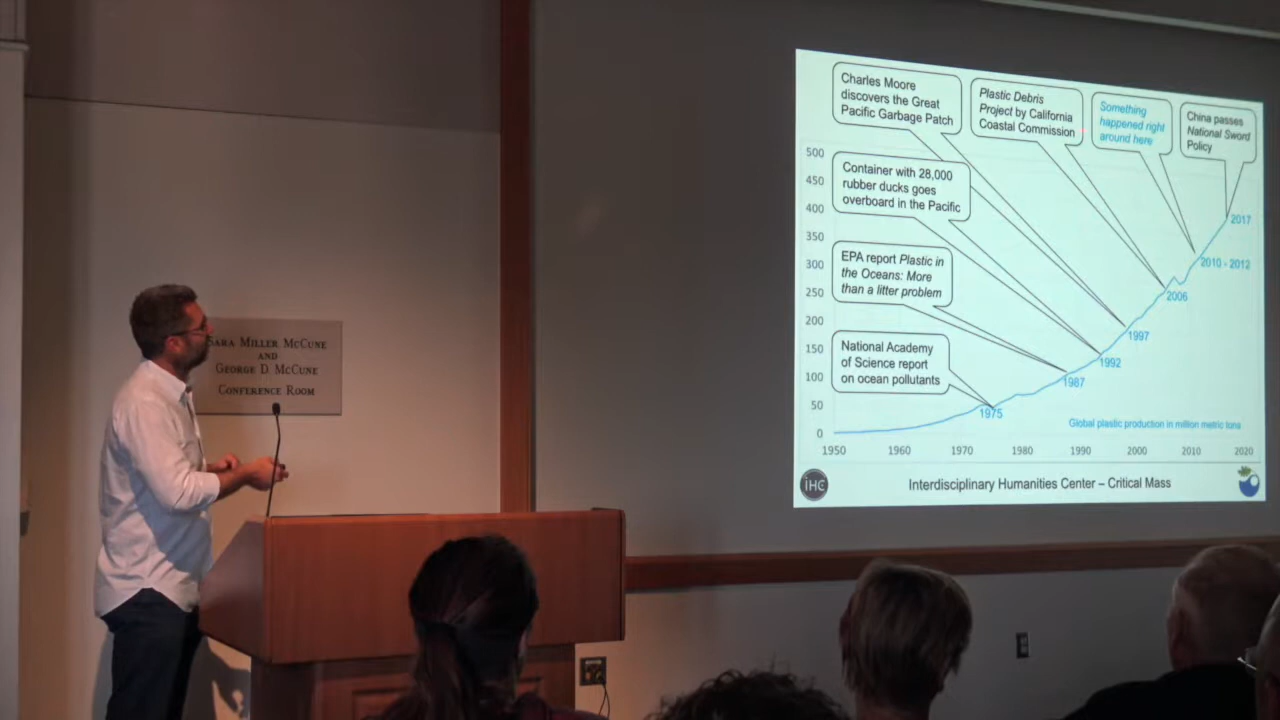 SARA MILLER MCCUNE
AND
GEORGE D. MCCUNE
CONFERENCE ROOM
Charles Moore
discovers the Great
Pacific Garbage Patch
Plastic Debris
Project by California
Coastal Commission
Something
happened right
around here
China passes
National Sword
Policy
Container with 28,000
rubber ducks goes
overboard in the Pacific
EPA report Plastic in
the Oceans: More
than a litter problem
National Academy
of Science report
on ocean pollutants
500
450
400
350
300
250
200
150
100
50
0
2017
2010 - 2012
2006
1997
1992
1987
1975
Global plastic production in million metric tons
1950 1960 1970 1980 1990 2000 2010 2020
IHC
Interdisciplinary Humanities Center – Critical Mass